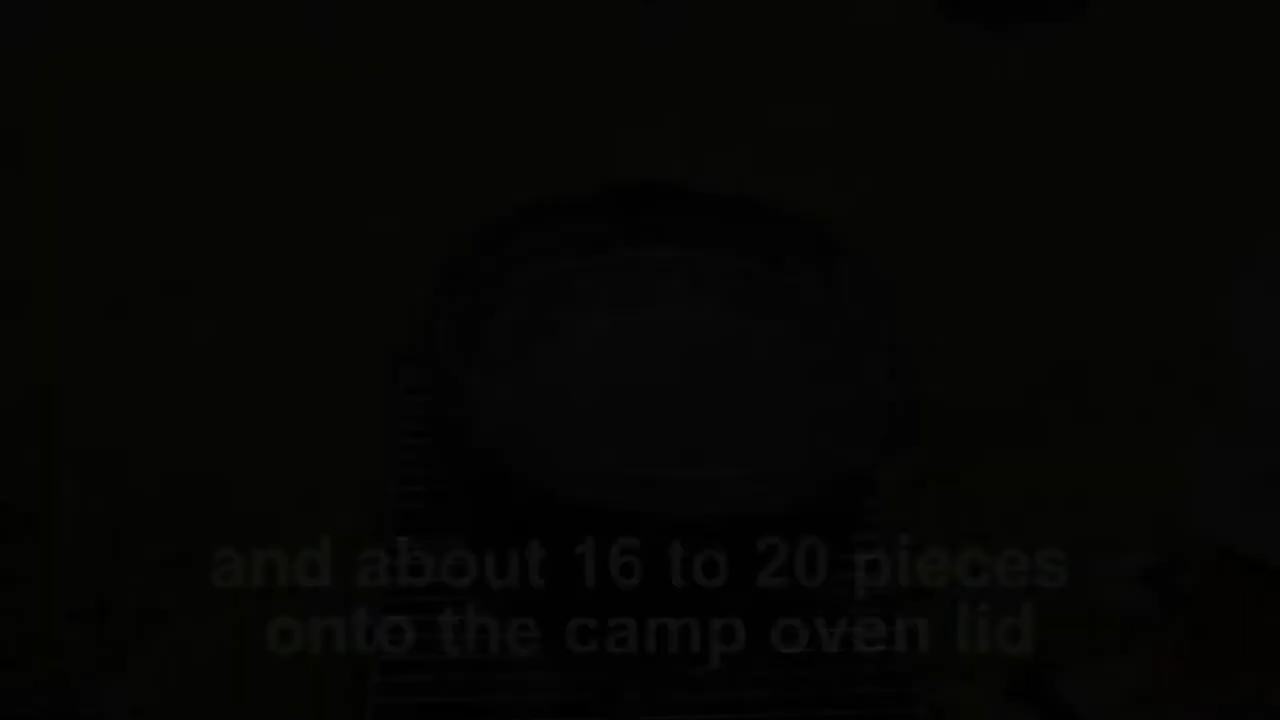 and about 16 to 20 pieces
onto the camp oven lid